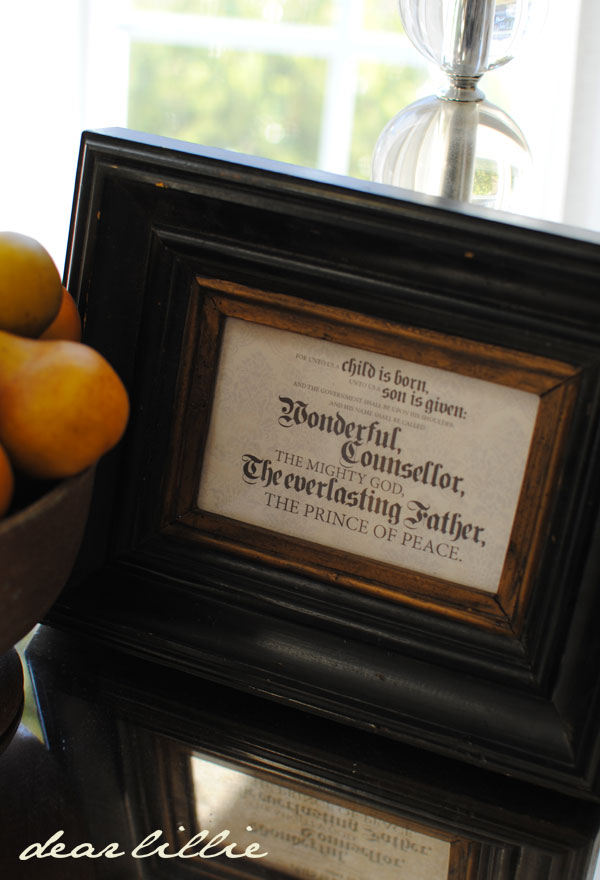 FOR UNTO US A child is born,
UNTO US A son is given:
AND THE GOVERNMENT SHALL BE UPON HIS SHOULDER:
AND HIS NAME SHALL BE CALLED
Wonderful,
Counsellor,
THE MIGHTY GOD,
The everlasting Father,
THE PRINCE OF PEACE.
dear lillie